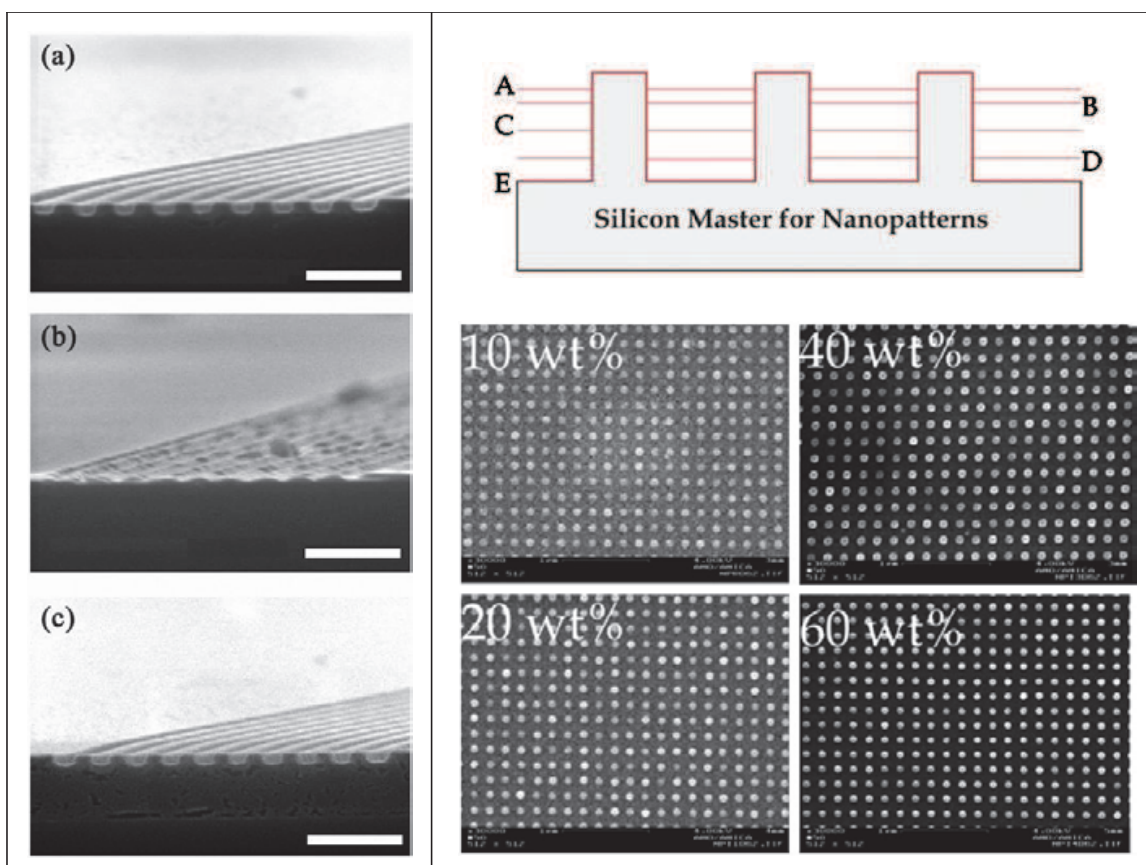 (a)
(b)
(c)
A
B
C
D
E
Silicon Master for Nanopatterns
10 wt%
40 wt%
20 wt%
60 wt%
512 × 512
512 × 512
512 × 512
512 × 512